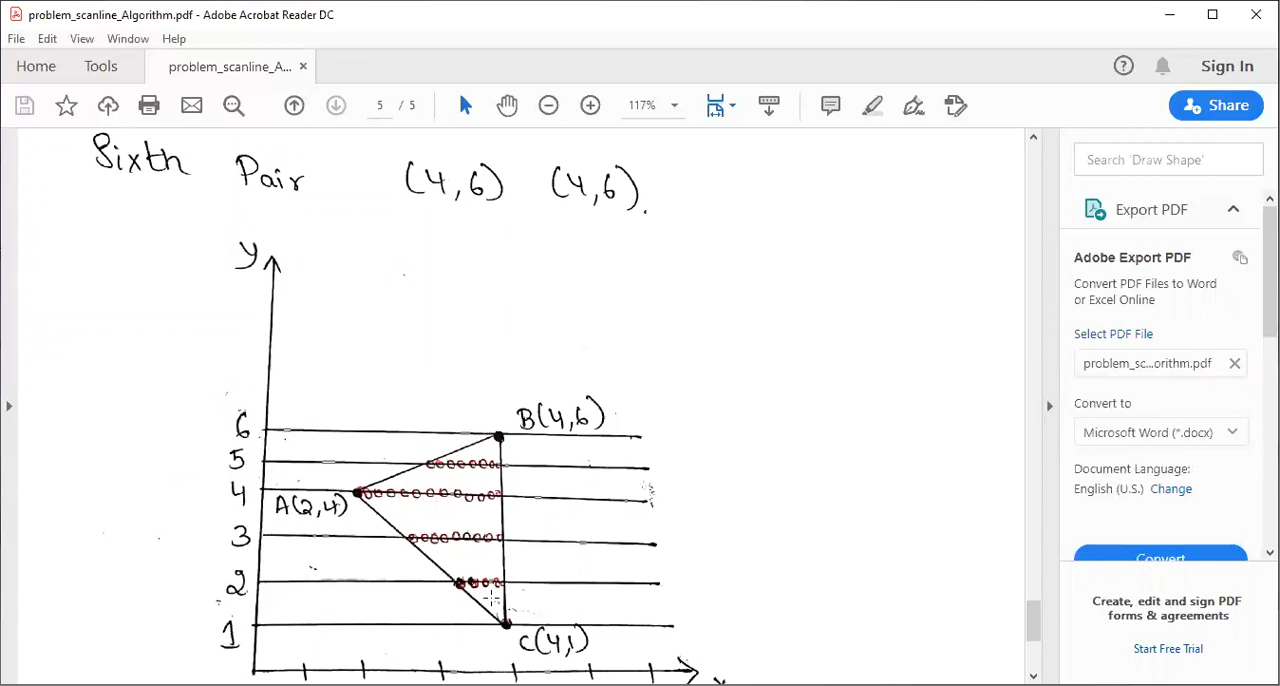 problem_scanline_Algorithm.pdf - Adobe Acrobat Reader DC
File Edit View Window Help
Home Tools problem_scanline_A... × Sign In
5 / 5 117% Share
Sixth Pair (4,6) (4,6).
y
6 B(4,6)
5
4 A(2,4)
3
2
1 C(4,1)
Search 'Draw Shape'
Export PDF
Adobe Export PDF
Convert PDF Files to Word
or Excel Online
Select PDF File
problem_sc...orithm.pdf
Convert to
Microsoft Word (*.docx)
Document Language:
English (U.S.) Change
Convert
Create, edit and sign PDF
forms & agreements
Start Free Trial